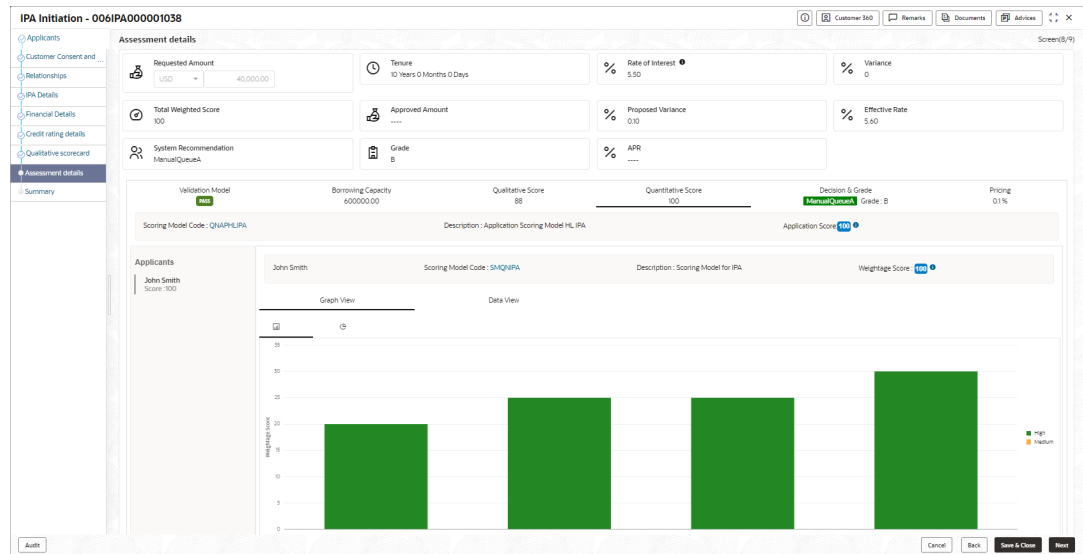 IPA Initiation - 006IPA000001038
Customer 360
Remarks
Documents
Advices
Applicants
Customer Consent and ...
Relationships
IPA Details
Financial Details
Credit rating details
Qualitative scorecard
Assessment details
Summary
Assessment details
Screen(8/9)
Requested Amount
USD
40,000.00
Tenure
10 Years 0 Months 0 Days
Rate of Interest
5.50
Variance
0
Total Weighted Score
100
Approved Amount
----
Proposed Variance
0.10
Effective Rate
5.60
System Recommendation
ManualQueueA
Grade
B
APR
----
Validation Model
PASS
Borrowing Capacity
600000.00
Qualitative Score
88
Quantitative Score
100
Decision & Grade
ManualQueueA Grade : B
Pricing
0.1%
Scoring Model Code : QNAPHLIPA
Description : Application Scoring Model HL IPA
Application Score 100
Applicants
John Smith
Score :100
John Smith
Scoring Model Code : SMQNIPA
Description : Scoring Model for IPA
Weightage Score : 100
Graph View
Data View
35
30
25
20
15
10
5
0
Weightage Score
High
Medium
Audit
Cancel
Back
Save & Close
Next